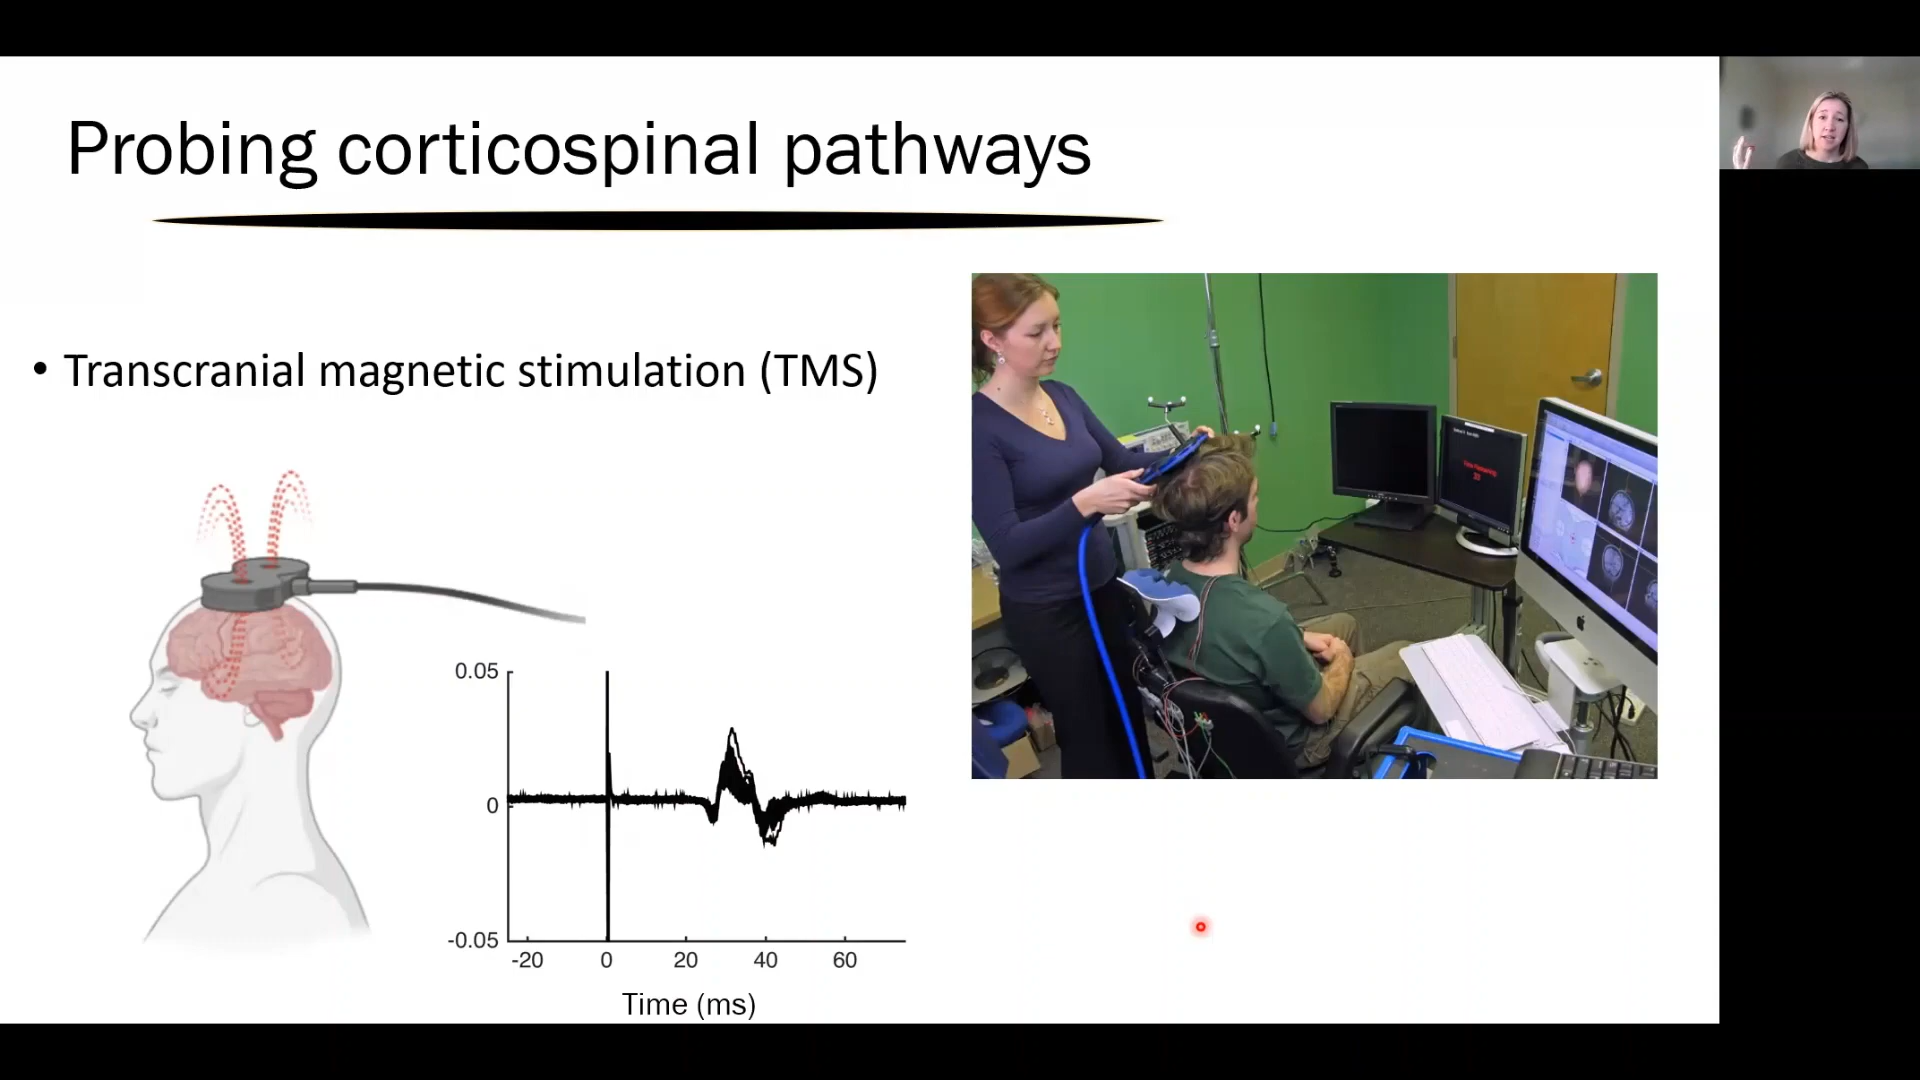 Probing corticospinal pathways
• Transcranial magnetic stimulation (TMS)
0.05
0
-0.05
-20 0 20 40 60
Time (ms)